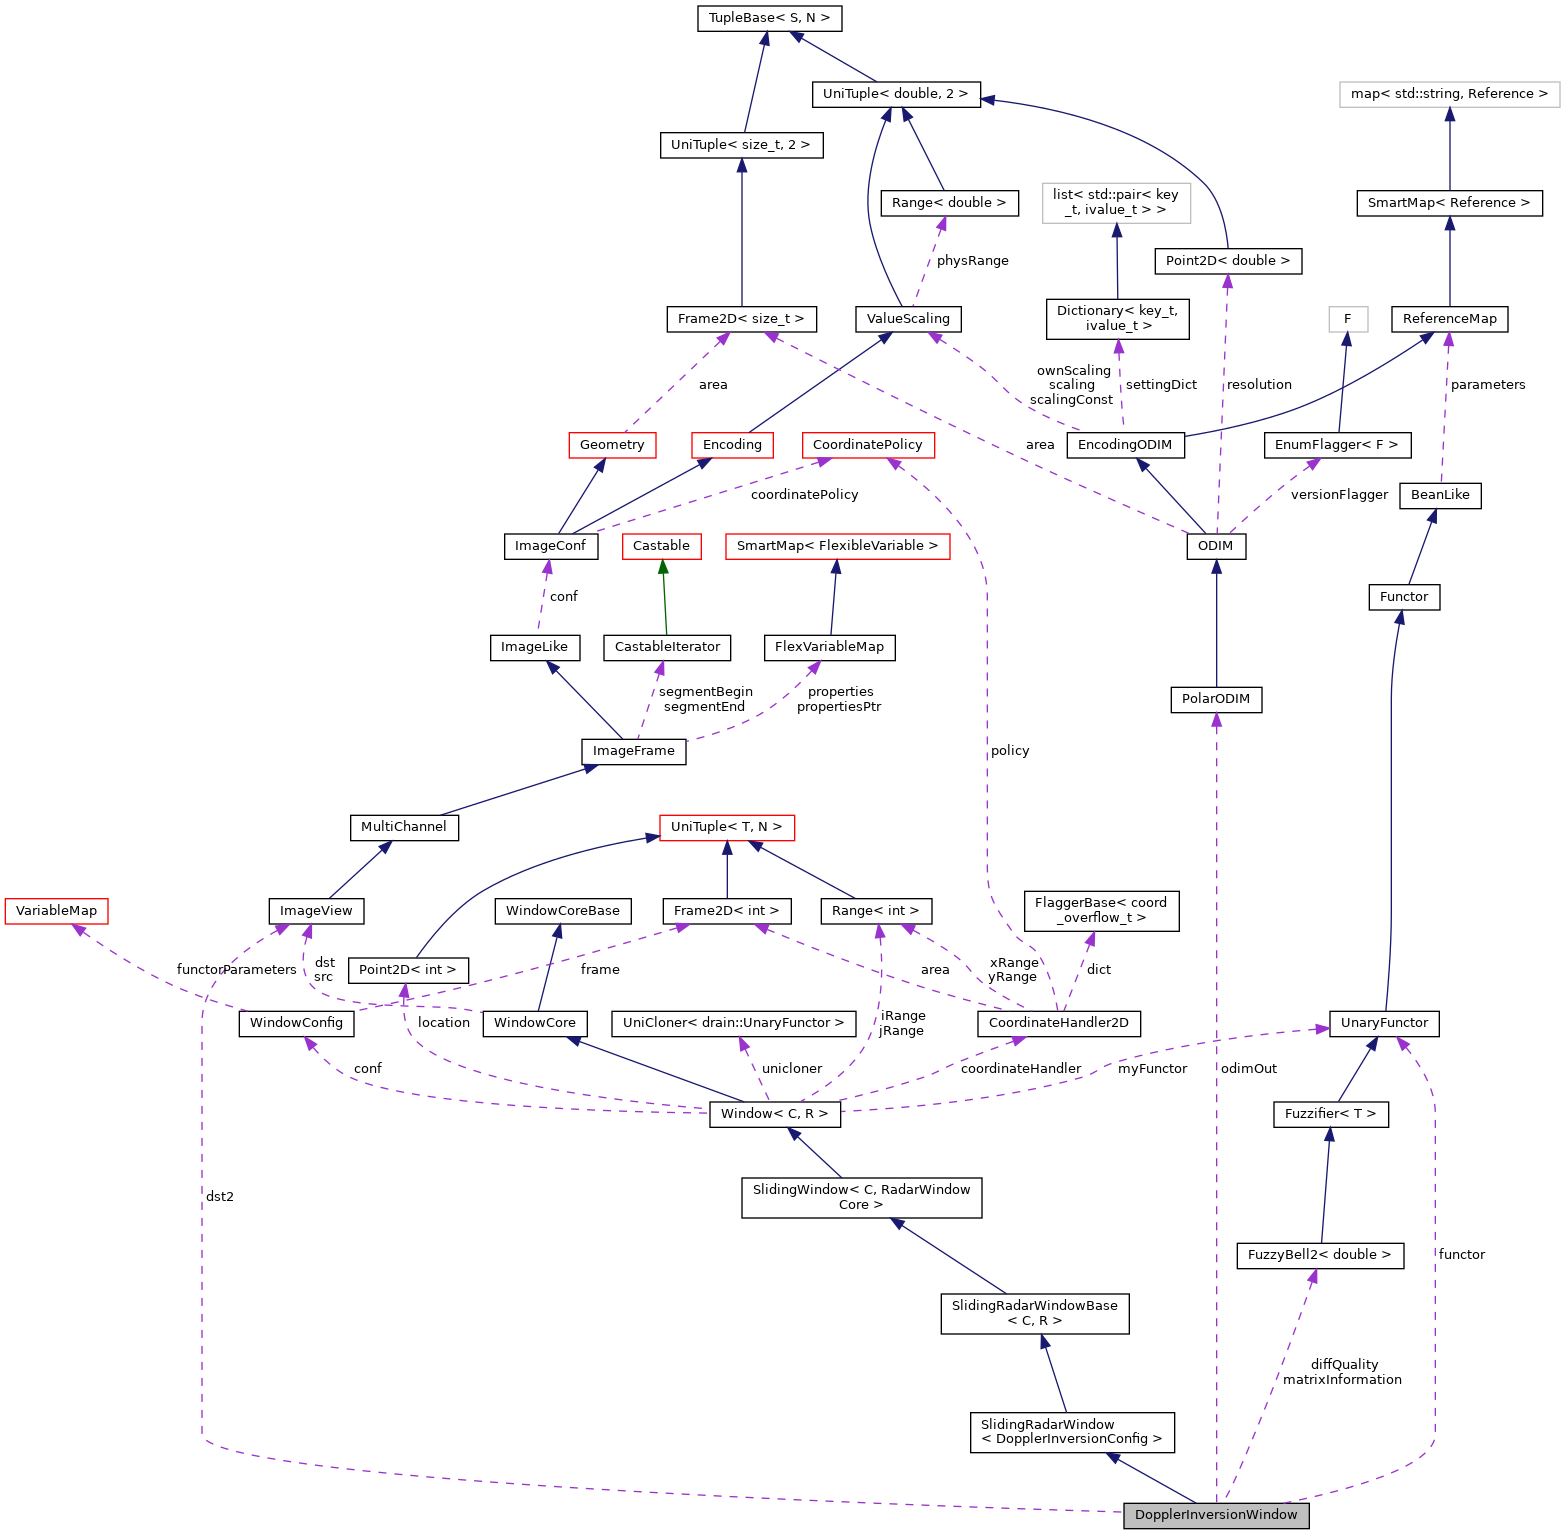 TupleBase< S, N >
UniTuple< double, 2 >
map< std::string, Reference >
UniTuple< size_t, 2 >
Range< double >
list< std::pair< key
_t, ivalue_t > >
SmartMap< Reference >
physRange
Point2D< double >
Frame2D< size_t >
ValueScaling
Dictionary< key_t,
ivalue_t >
F
ReferenceMap
area
ownScaling
scaling
scalingConst
settingDict
resolution
parameters
Geometry
Encoding
CoordinatePolicy
area
EncodingODIM
EnumFlagger< F >
coordinatePolicy
versionFlagger
BeanLike
ImageConf
Castable
SmartMap< FlexibleVariable >
ODIM
conf
Functor
ImageLike
CastableIterator
FlexVariableMap
segmentBegin
segmentEnd
properties
propertiesPtr
PolarODIM
ImageFrame
policy
MultiChannel
UniTuple< T, N >
VariableMap
ImageView
WindowCoreBase
Frame2D< int >
Range< int >
FlaggerBase< coord
_overflow_t >
functorParameters
dst
src
Point2D< int >
frame
area
xRange
yRange
dict
WindowConfig
location
WindowCore
UniCloner< drain::UnaryFunctor >
iRange
jRange
CoordinateHandler2D
UnaryFunctor
conf
unicloner
coordinateHandler
myFunctor
odimOut
Window< C, R >
Fuzzifier< T >
dst2
SlidingWindow< C, RadarWindow
Core >
FuzzyBell2< double >
functor
SlidingRadarWindowBase
< C, R >
diffQuality
matrixInformation
SlidingRadarWindow
< DopplerInversionConfig >
DopplerInversionWindow